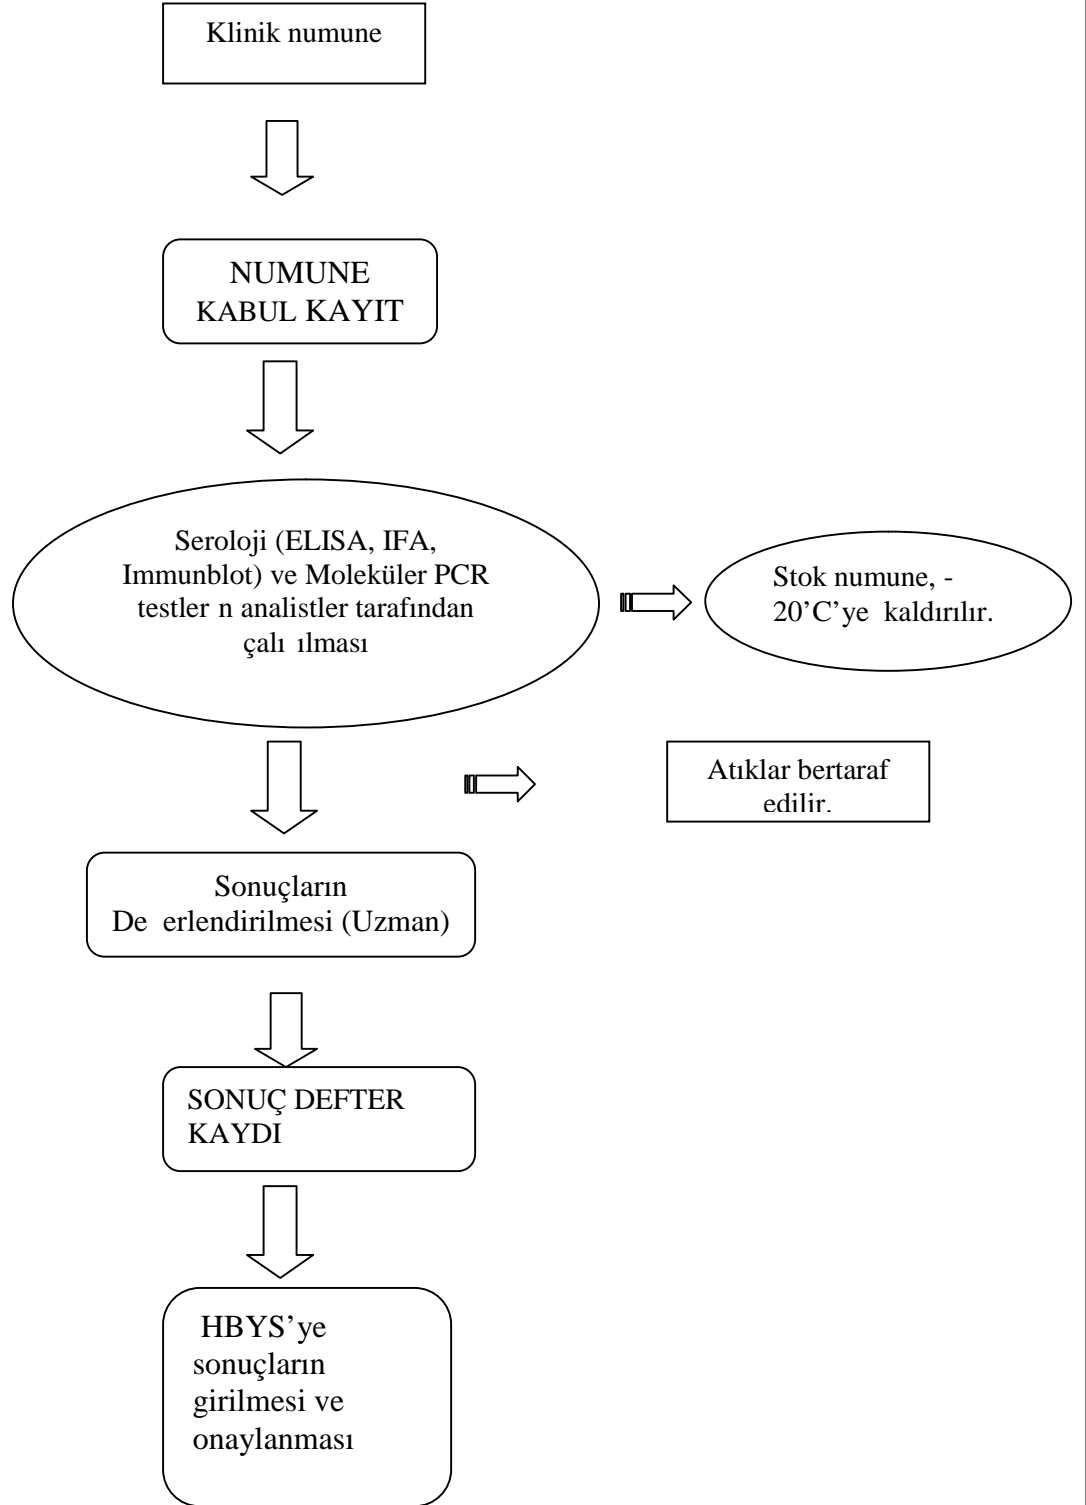 Klinik numune
NUMUNE
KABUL KAYIT
Seroloji (ELISA, IFA,
Immunblot) ve Moleküler PCR
testler n analistler tarafından
çalı ılması
Stok numune, -
20’C’ye kaldırılır.
Atıklar bertaraf
edilir.
Sonuçların
De erlendirilmesi (Uzman)
SONUÇ DEFTER
KAYDI
HBYS’ye
sonuçların
girilmesi ve
onaylanması